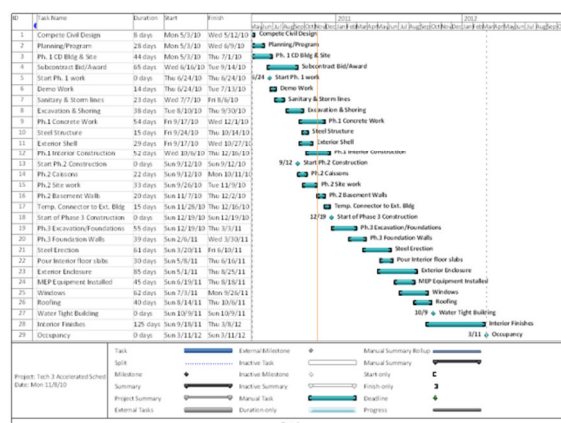 ID Task Name Duration Start Finish 2011 2012
1 Compete Civil Design 8 days Mon 5/3/10 Wed 5/12/10 Compete Civil Design
2 Planning/Program 28 days Mon 5/3/10 Wed 6/9/10 Planning/Program
3 Ph. 1 CD Bldg & Site 44 days Mon 5/3/10 Thu 7/1/10 Ph. 1 CD Bldg & Site
4 Subcontract Bid/Award 65 days Wed 6/16/10 Tue 9/14/10 Subcontract Bid/Award
5 Start Ph. 1 work 0 days Thu 6/24/10 Thu 6/24/10 6/24 Start Ph. 1 work
6 Demo Work 14 days Thu 6/24/10 Tue 7/13/10 Demo Work
7 Sanitary & Storm lines 23 days Wed 7/7/10 Fri 8/6/10 Sanitary & Storm lines
8 Excavation & Shoring 38 days Tue 8/10/10 Thu 9/30/10 Excavation & Shoring
9 Ph.1 Concrete Work 54 days Fri 9/17/10 Wed 12/1/10 Ph.1 Concrete Work
10 Steel Structure 15 days Fri 9/24/10 Thu 10/14/10 Steel Structure
11 Exterior Shell 29 days Fri 9/17/10 Wed 10/27/10 Exterior Shell
12 Ph.1 Interior Construction 52 days Wed 10/6/10 Thu 12/16/10 Ph.1 Interior Construction
13 Start Ph.2 Construction 0 days Sun 9/12/10 Sun 9/12/10 9/12 Start Ph.2 Construction
14 Ph.2 Caissons 22 days Sun 9/12/10 Mon 10/11/10 Ph.2 Caissons
15 Ph.2 Site work 33 days Sun 9/26/10 Tue 11/9/10 Ph.2 Site work
16 Ph.2 Basement Walls 20 days Sun 11/7/10 Thu 12/2/10 Ph.2 Basement Walls
17 Temp. Connector to Ext. Bldg 15 days Sun 11/28/10 Thu 12/16/10 Temp. Connector to Ext. Bldg
18 Start of Phase 3 Construction 0 days Sun 12/19/10 Sun 12/19/10 12/19 Start of Phase 3 Construction
19 Ph.3 Excavation/Foundations 55 days Sun 12/19/10 Thu 3/3/11 Ph.3 Excavation/Foundations
20 Ph.3 Foundation Walls 39 days Sun 2/6/11 Wed 3/30/11 Ph.3 Foundation Walls
21 Steel Erection 61 days Sun 3/20/11 Fri 6/10/11 Steel Erection
22 Pour Interior floor slabs 30 days Sun 5/8/11 Thu 6/16/11 Pour Interior floor slabs
23 Exterior Enclosure 85 days Sun 5/1/11 Thu 8/25/11 Exterior Enclosure
24 MEP Equipment Installed 45 days Sun 6/19/11 Thu 8/18/11 MEP Equipment Installed
25 Windows 62 days Sun 7/3/11 Mon 9/26/11 Windows
26 Roofing 40 days Sun 8/14/11 Thu 10/6/11 Roofing
27 Water Tight Building 0 days Sun 10/9/11 Sun 10/9/11 10/9 Water Tight Building
28 Interior Finishes 125 days Sun 9/18/11 Thu 3/8/12 Interior Finishes
29 Occupancy 0 days Sun 3/11/12 Sun 3/11/12 3/11 Occupancy
Project: Tech 3 Accelerated Sched
Date: Mon 11/8/10
Task External Milestone Manual Summary Rollup
Split Inactive Task Manual Summary
Milestone Inactive Milestone Start-only
Summary Inactive Summary Finish-only
Project Summary Manual Task Deadline
External Tasks Duration-only Progress